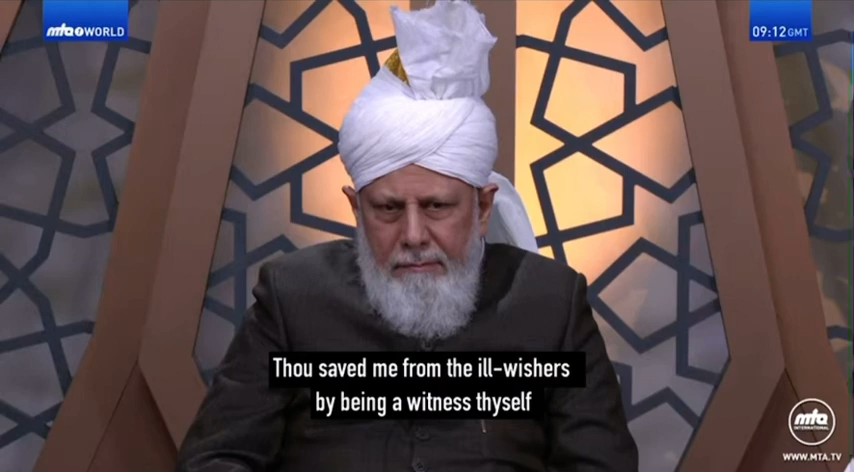 mta 1 WORLD
09:12 GMT
Thou saved me from the ill-wishers
by being a witness thyself
mta
INTERNATIONAL
WWW.MTA.TV